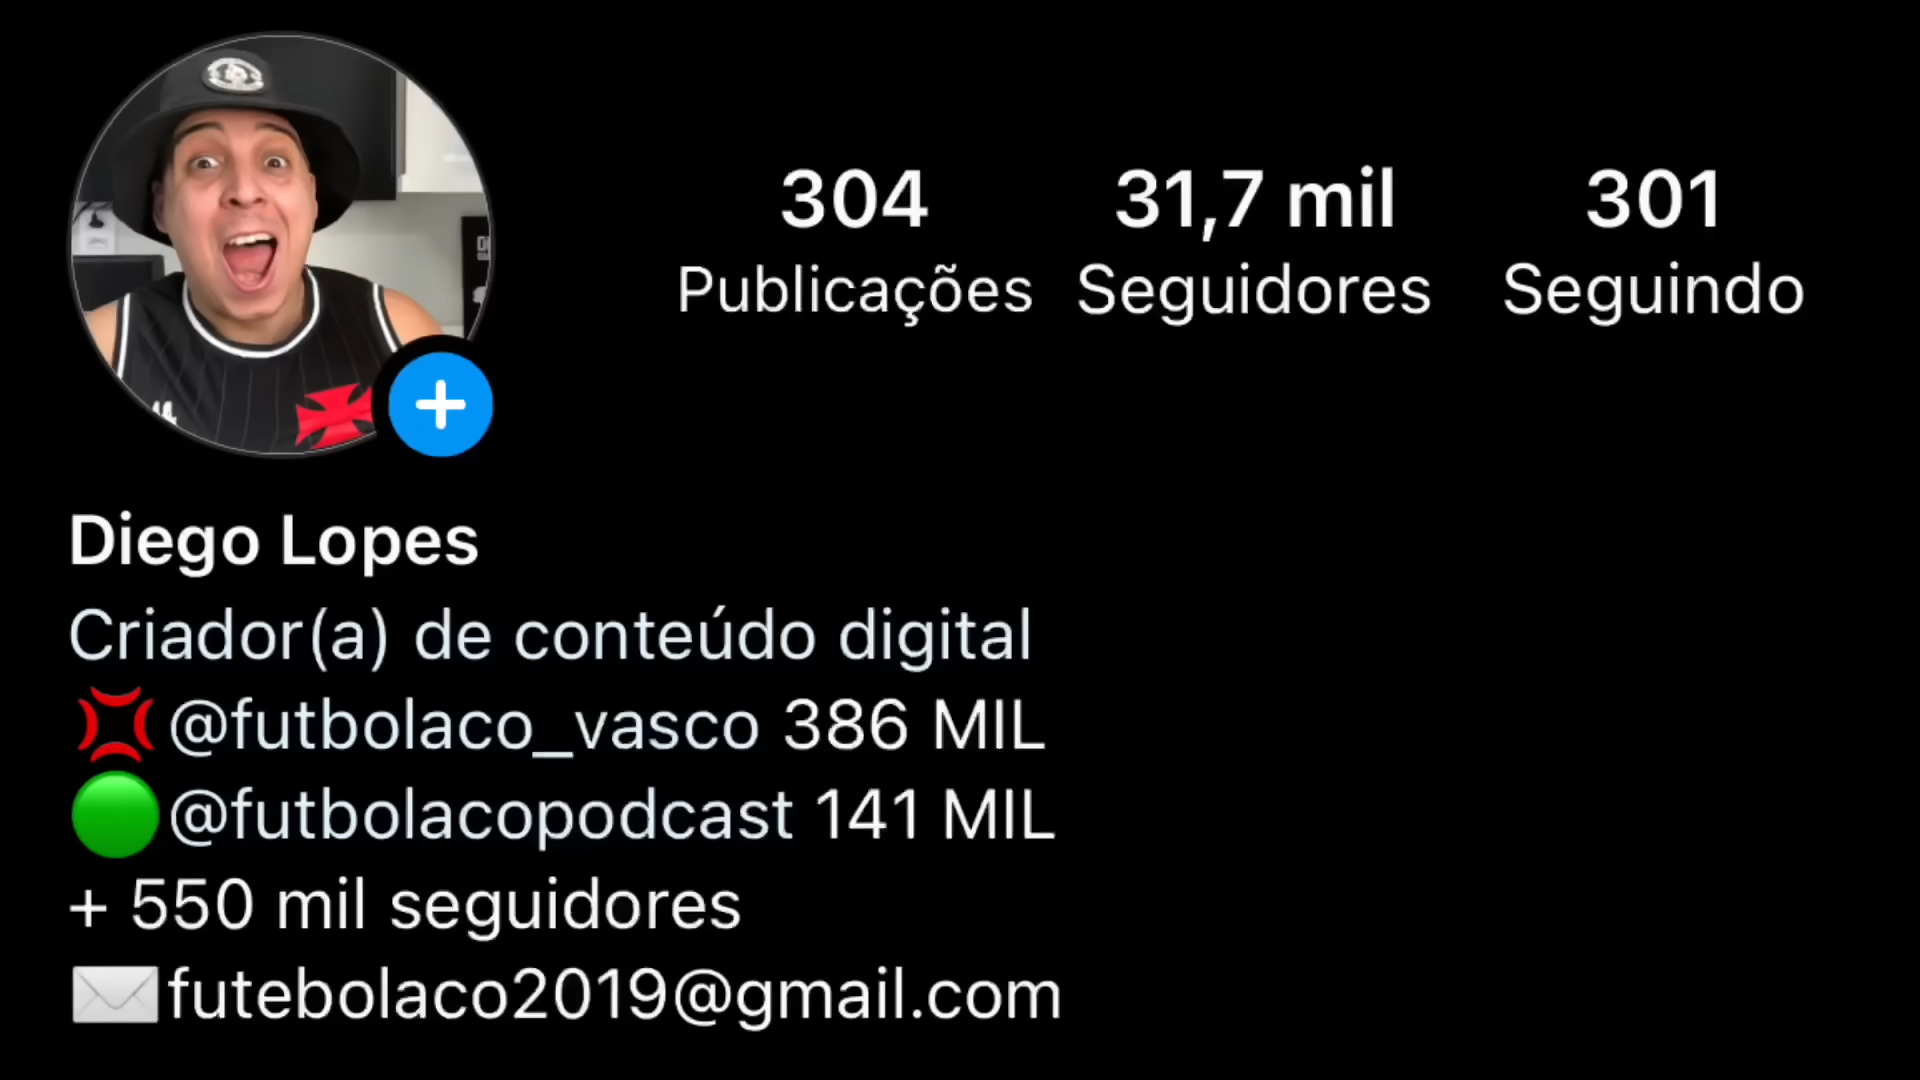 304 31,7 mil 301
Publicações Seguidores Seguindo
Diego Lopes
Criador(a) de conteúdo digital
@futbolaco_vasco 386 MIL
@futbolacopodcast 141 MIL
+ 550 mil seguidores
futebolaco2019@gmail.com